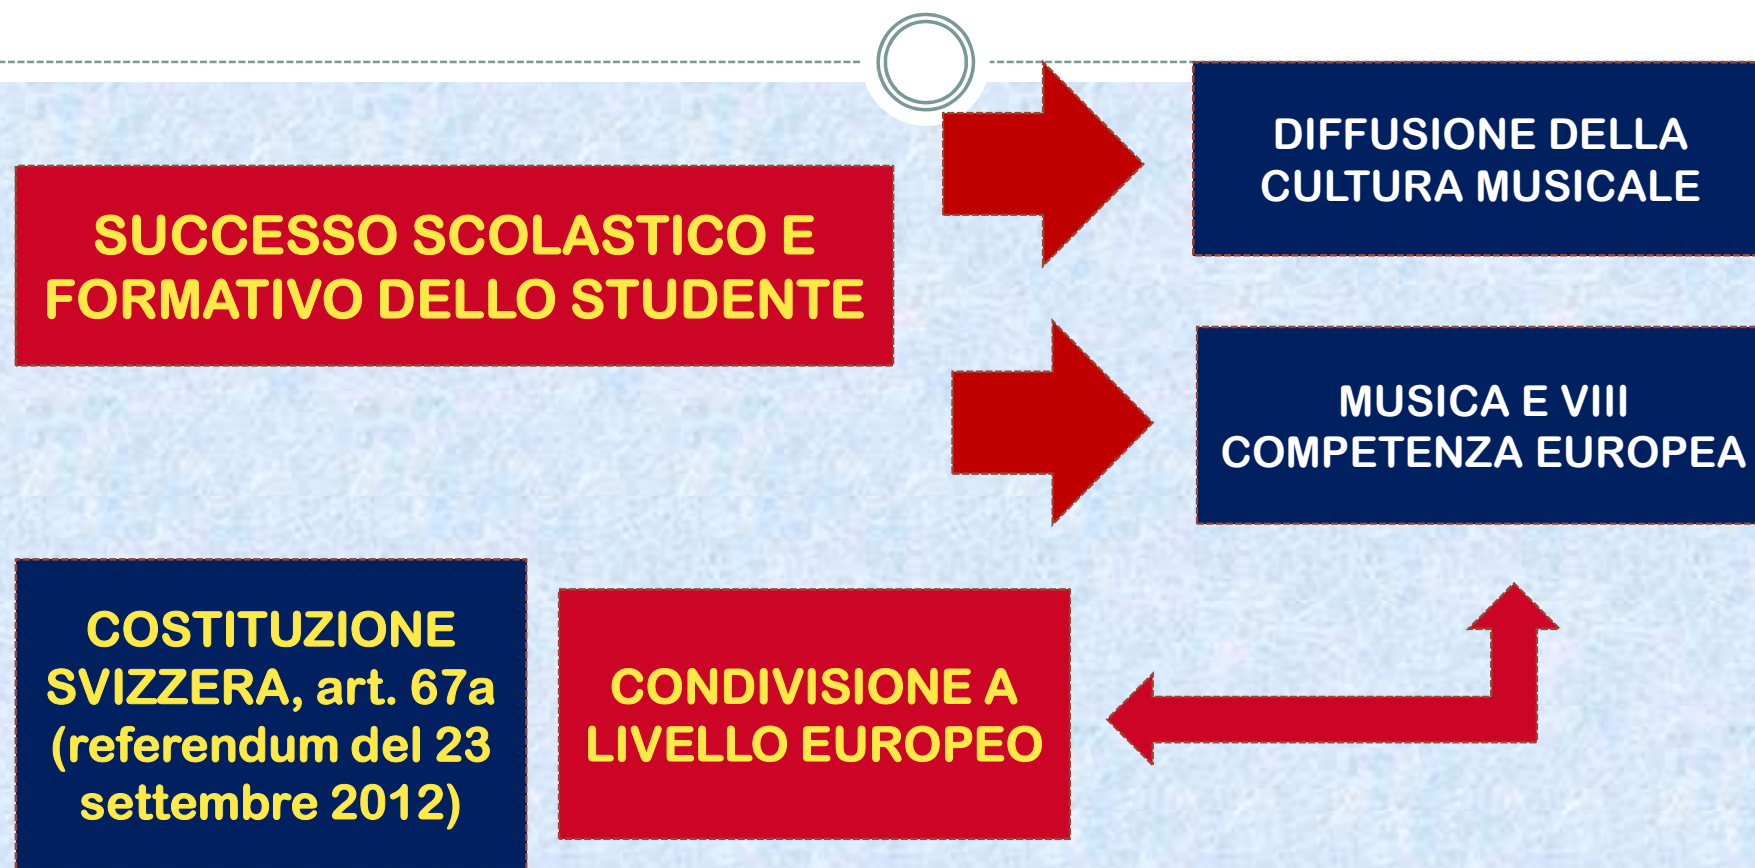 SUCCESSO SCOLASTICO E
FORMATIVO DELLO STUDENTE
DIFFUSIONE DELLA
CULTURA MUSICALE
MUSICA E VIII
COMPETENZA EUROPEA
COSTITUZIONE
SVIZZERA, art. 67a
(referendum del 23
settembre 2012)
CONDIVISIONE A
LIVELLO EUROPEO